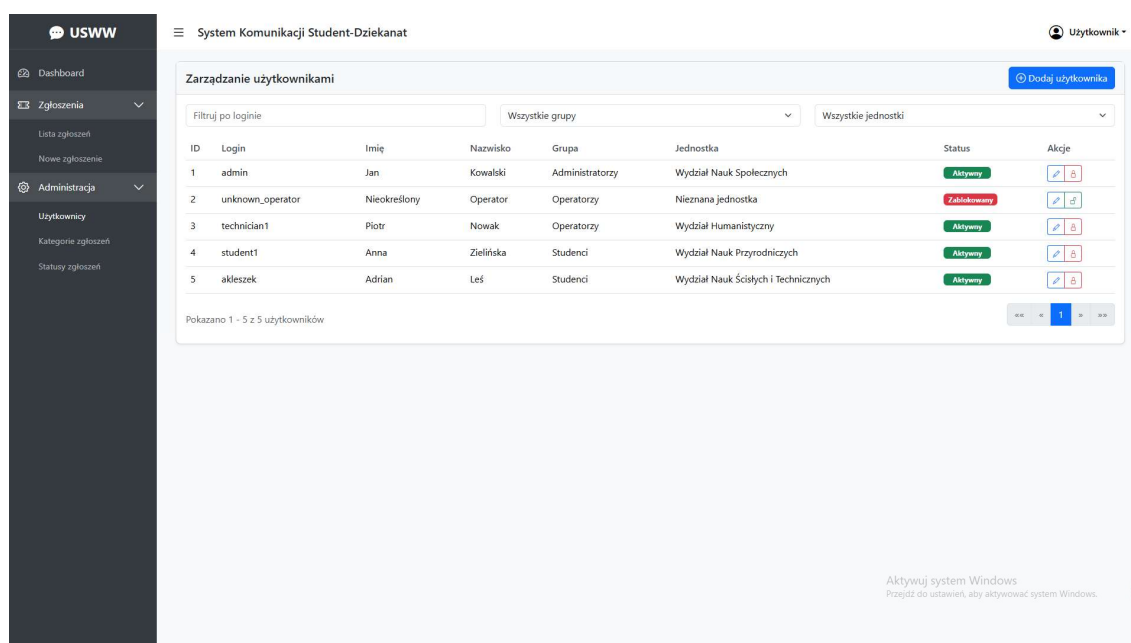 USWW
System Komunikacji Student-Dziekanat
Użytkownik
Dashboard
Zgłoszenia
Lista zgłoszeń
Nowe zgłoszenie
Administracja
Użytkownicy
Kategorie zgłoszeń
Statusy zgłoszeń
Zarządzanie użytkownikami
Dodaj użytkownika
Filtruj po loginie Wszystkie grupy Wszystkie jednostki
ID Login Imię Nazwisko Grupa Jednostka Status Akcje
1 admin Jan Kowalski Administratorzy Wydział Nauk Społecznych Aktywny
2 unknown_operator Nieokreślony Operator Operatorzy Nieznana jednostka Zablokowany
3 technician1 Piotr Nowak Operatorzy Wydział Humanistyczny Aktywny
4 student1 Anna Zielińska Studenci Wydział Nauk Przyrodniczych Aktywny
5 akleszek Adrian Leś Studenci Wydział Nauk Ścisłych i Technicznych Aktywny
Pokazano 1 - 5 z 5 użytkowników
«« « 1 » »»
Aktywuj system Windows
Przejdź do ustawień, aby aktywować system Windows.